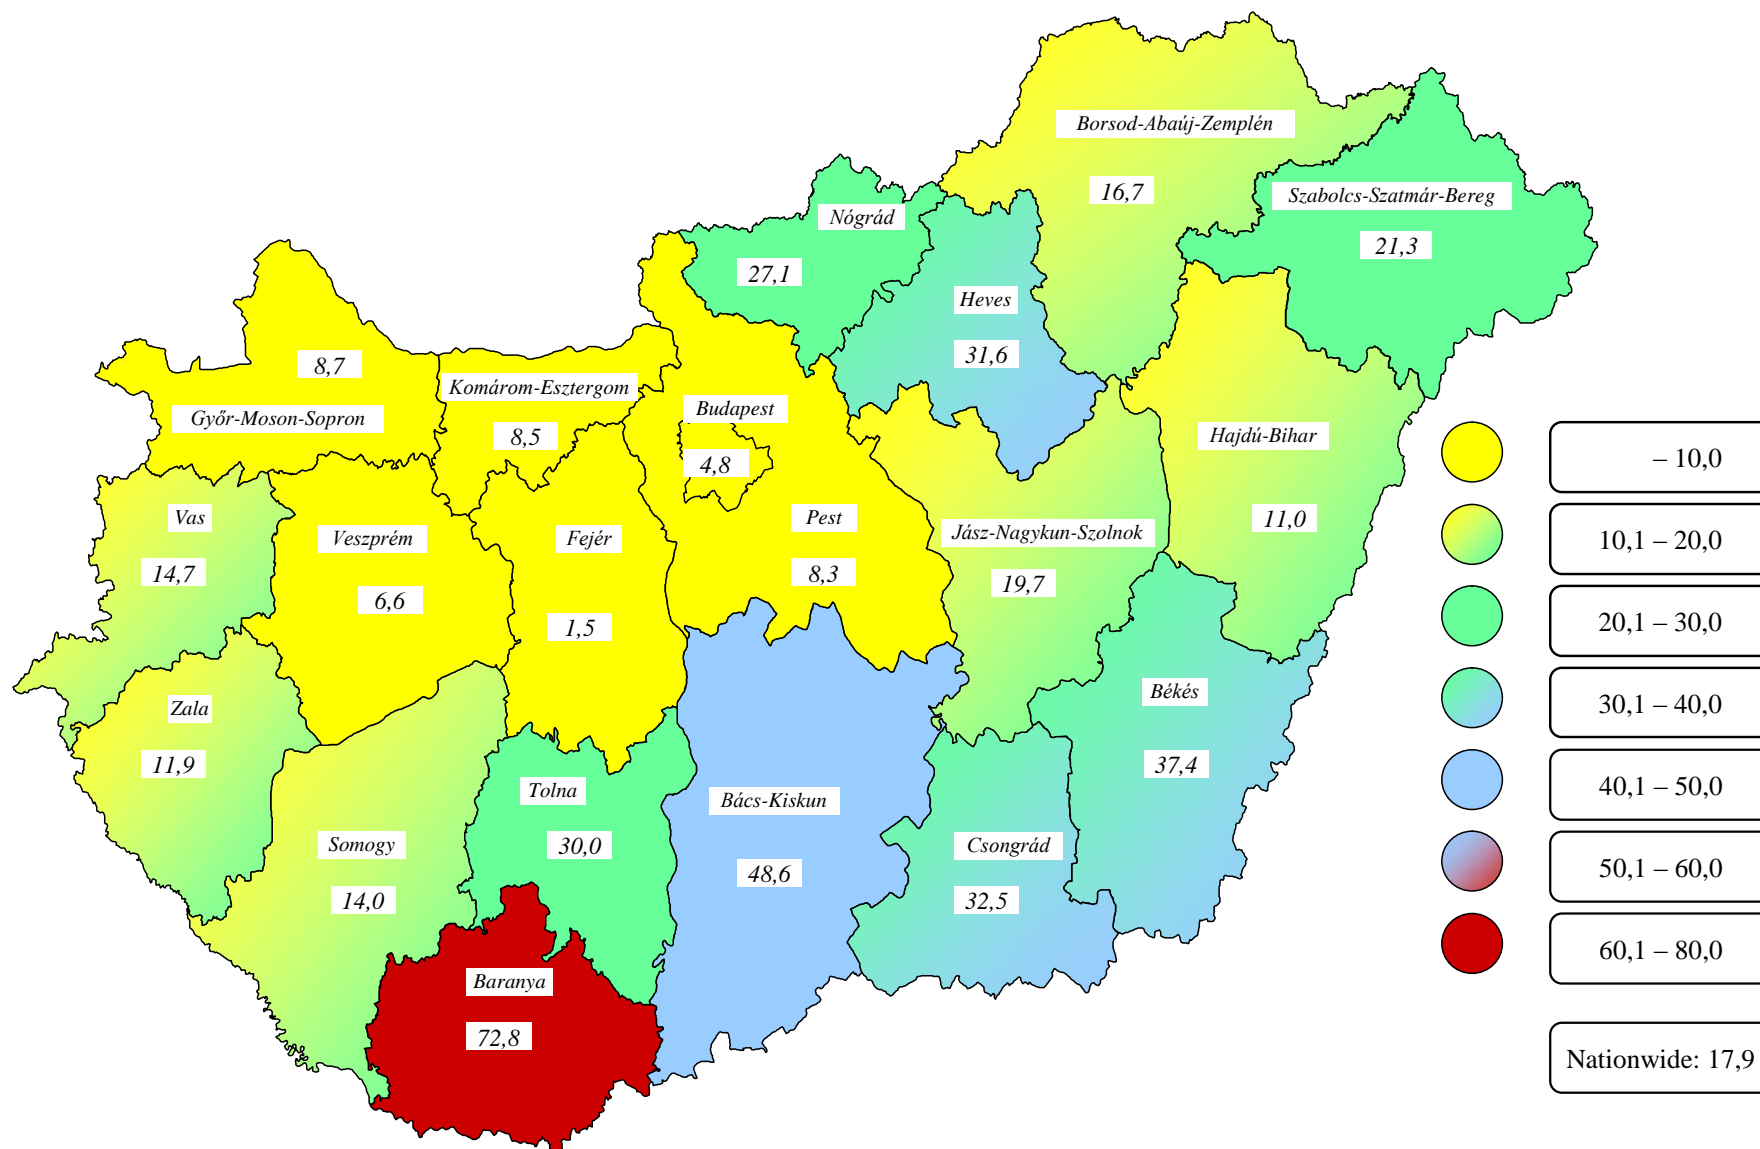 Borsod-Abaúj-Zemplén
16,7
Szabolcs-Szatmár-Bereg
21,3
Nógrád
27,1
Heves
31,6
8,7
Győr-Moson-Sopron
Komárom-Esztergom
8,5
Budapest
4,8
Hajdú-Bihar
11,0
Vas
14,7
Veszprém
6,6
Fejér
1,5
Pest
8,3
Jász-Nagykun-Szolnok
19,7
Zala
11,9
Békés
37,4
Tolna
30,0
Bács-Kiskun
48,6
Somogy
14,0
Csongrád
32,5
Baranya
72,8
– 10,0
10,1 – 20,0
20,1 – 30,0
30,1 – 40,0
40,1 – 50,0
50,1 – 60,0
60,1 – 80,0
Nationwide: 17,9